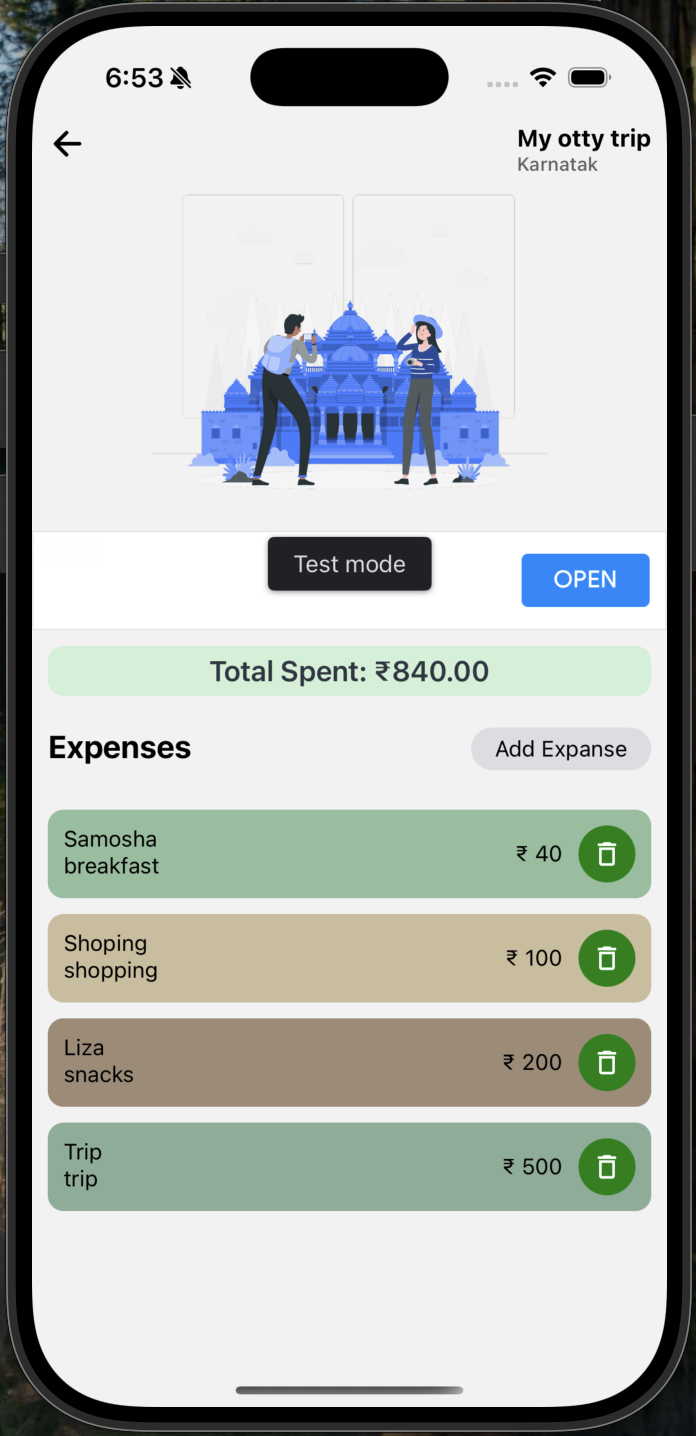 6:53
My otty trip
Karnatak
Test mode
OPEN
Total Spent: ₹840.00
Expenses
Add Expanse
Samosha
breakfast
₹ 40
Shoping
shopping
₹ 100
Liza
snacks
₹ 200
Trip
trip
₹ 500